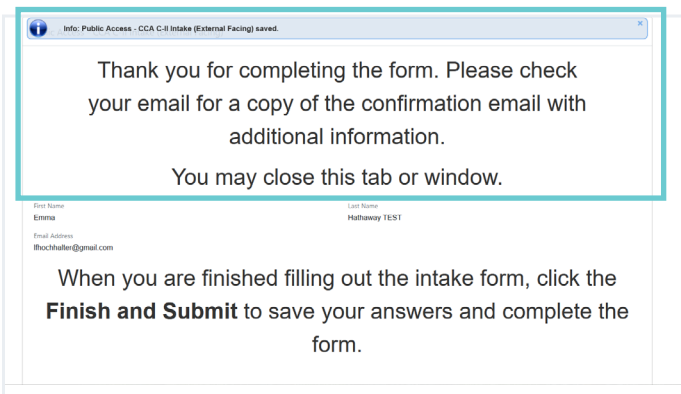 Info: Public Access - CCA C-II Intake (External Facing) saved.
×
Thank you for completing the form. Please check
your email for a copy of the confirmation email with
additional information.
You may close this tab or window.
First Name
Last Name
Emma
Hathaway TEST
Email Address
lfhochhalter@gmail.com
When you are finished filling out the intake form, click the
Finish and Submit to save your answers and complete the
form.